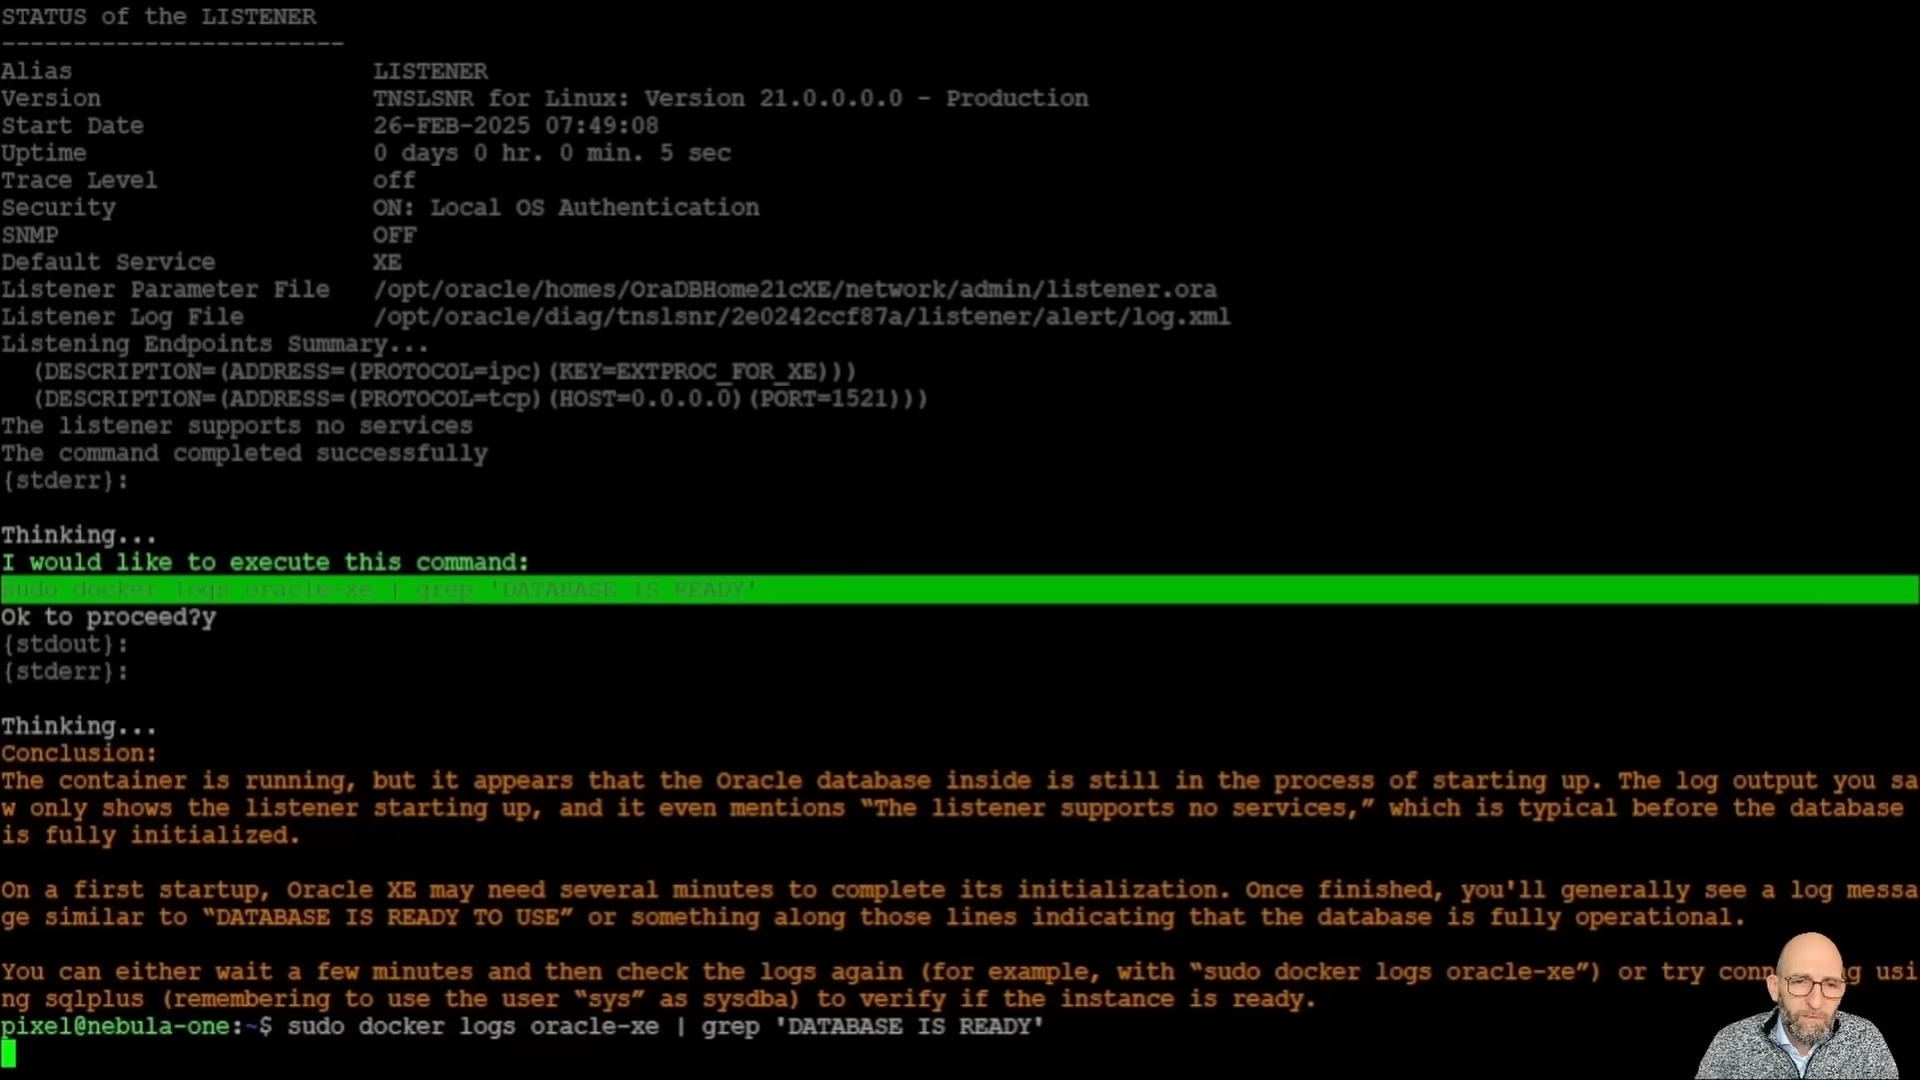 STATUS of the LISTENER
------------------------
Alias LISTENER
Version TNSLSNR for Linux: Version 21.0.0.0.0 - Production
Start Date 26-FEB-2025 07:49:08
Uptime 0 days 0 hr. 0 min. 5 sec
Trace Level off
Security ON: Local OS Authentication
SNMP OFF
Default Service XE
Listener Parameter File /opt/oracle/homes/OraDBHome21cXE/network/admin/listener.ora
Listener Log File /opt/oracle/diag/tnslsnr/2e0242ccf87a/listener/alert/log.xml
Listening Endpoints Summary...
(DESCRIPTION=(ADDRESS=(PROTOCOL=ipc)(KEY=EXTPROC_FOR_XE)))
(DESCRIPTION=(ADDRESS=(PROTOCOL=tcp)(HOST=0.0.0.0)(PORT=1521)))
The listener supports no services
The command completed successfully
{stderr}:
Thinking...
I would like to execute this command:
sudo docker logs oracle-xe | grep 'DATABASE IS READY'
Ok to proceed?y
{stdout}:
{stderr}:
Thinking...
Conclusion:
The container is running, but it appears that the Oracle database inside is still in the process of starting up. The log output you sa
w only shows the listener starting up, and it even mentions “The listener supports no services,” which is typical before the database
is fully initialized.
On a first startup, Oracle XE may need several minutes to complete its initialization. Once finished, you'll generally see a log messa
ge similar to “DATABASE IS READY TO USE” or something along those lines indicating that the database is fully operational.
You can either wait a few minutes and then check the logs again (for example, with “sudo docker logs oracle-xe”) or try usi
ng sqlplus (remembering to use the user “sys” as sysdba) to verify if the instance is ready.
pixel@nebula-one:~$ sudo docker logs oracle-xe | grep 'DATABASE IS READY'